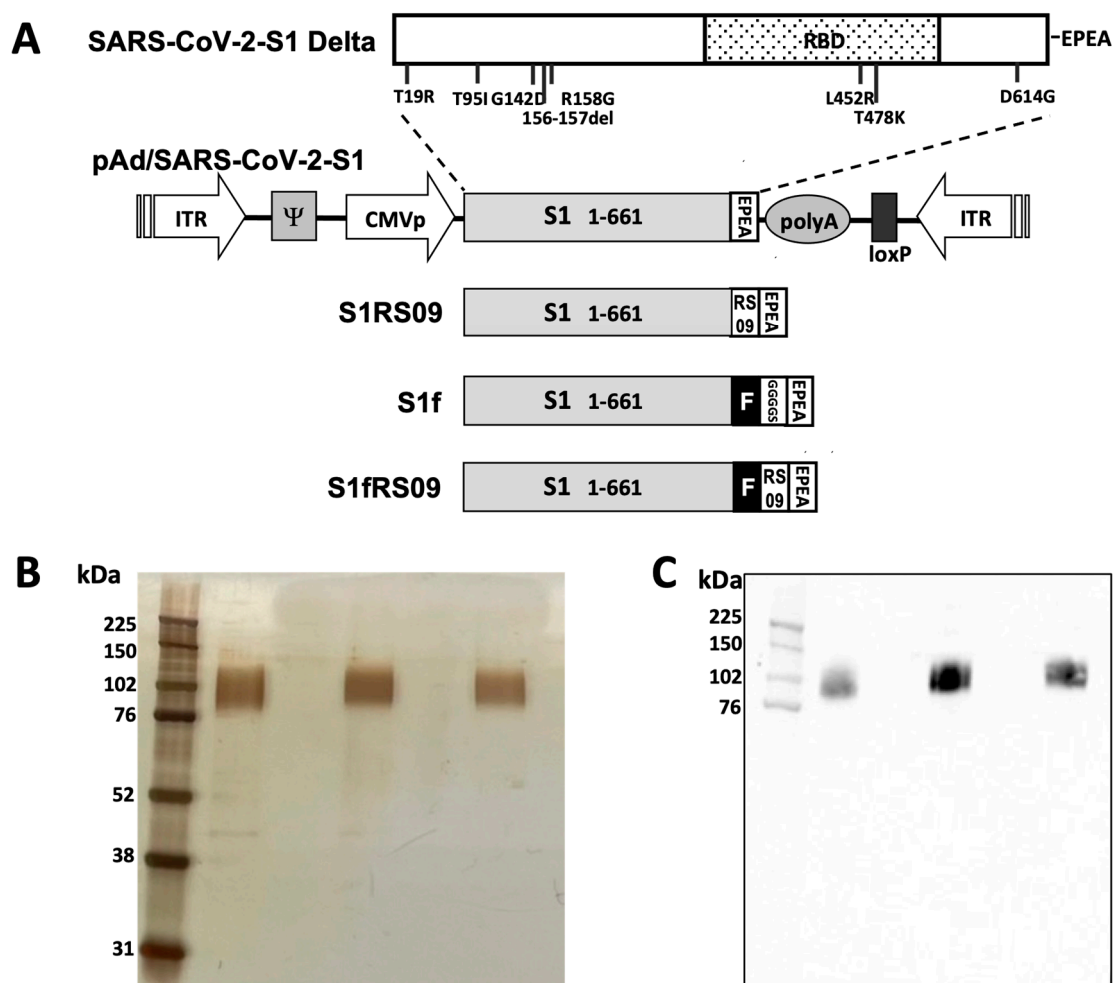 A
SARS-CoV-2-S1 Delta
RBD
-EPEA
T19R
T95I
G142D
R158G
156-157del
L452R
T478K
D614G
pAd/SARS-CoV-2-S1
ITR
Ψ
CMVp
S1 1-661
EPEA
polyA
loxP
ITR
S1RS09
S1 1-661
RS
09
EPEA
S1f
S1 1-661
F
GGGGS
EPEA
S1fRS09
S1 1-661
F
RS
09
EPEA
B
kDa
225
150
102
76
52
38
31
C
kDa
225
150
102
76